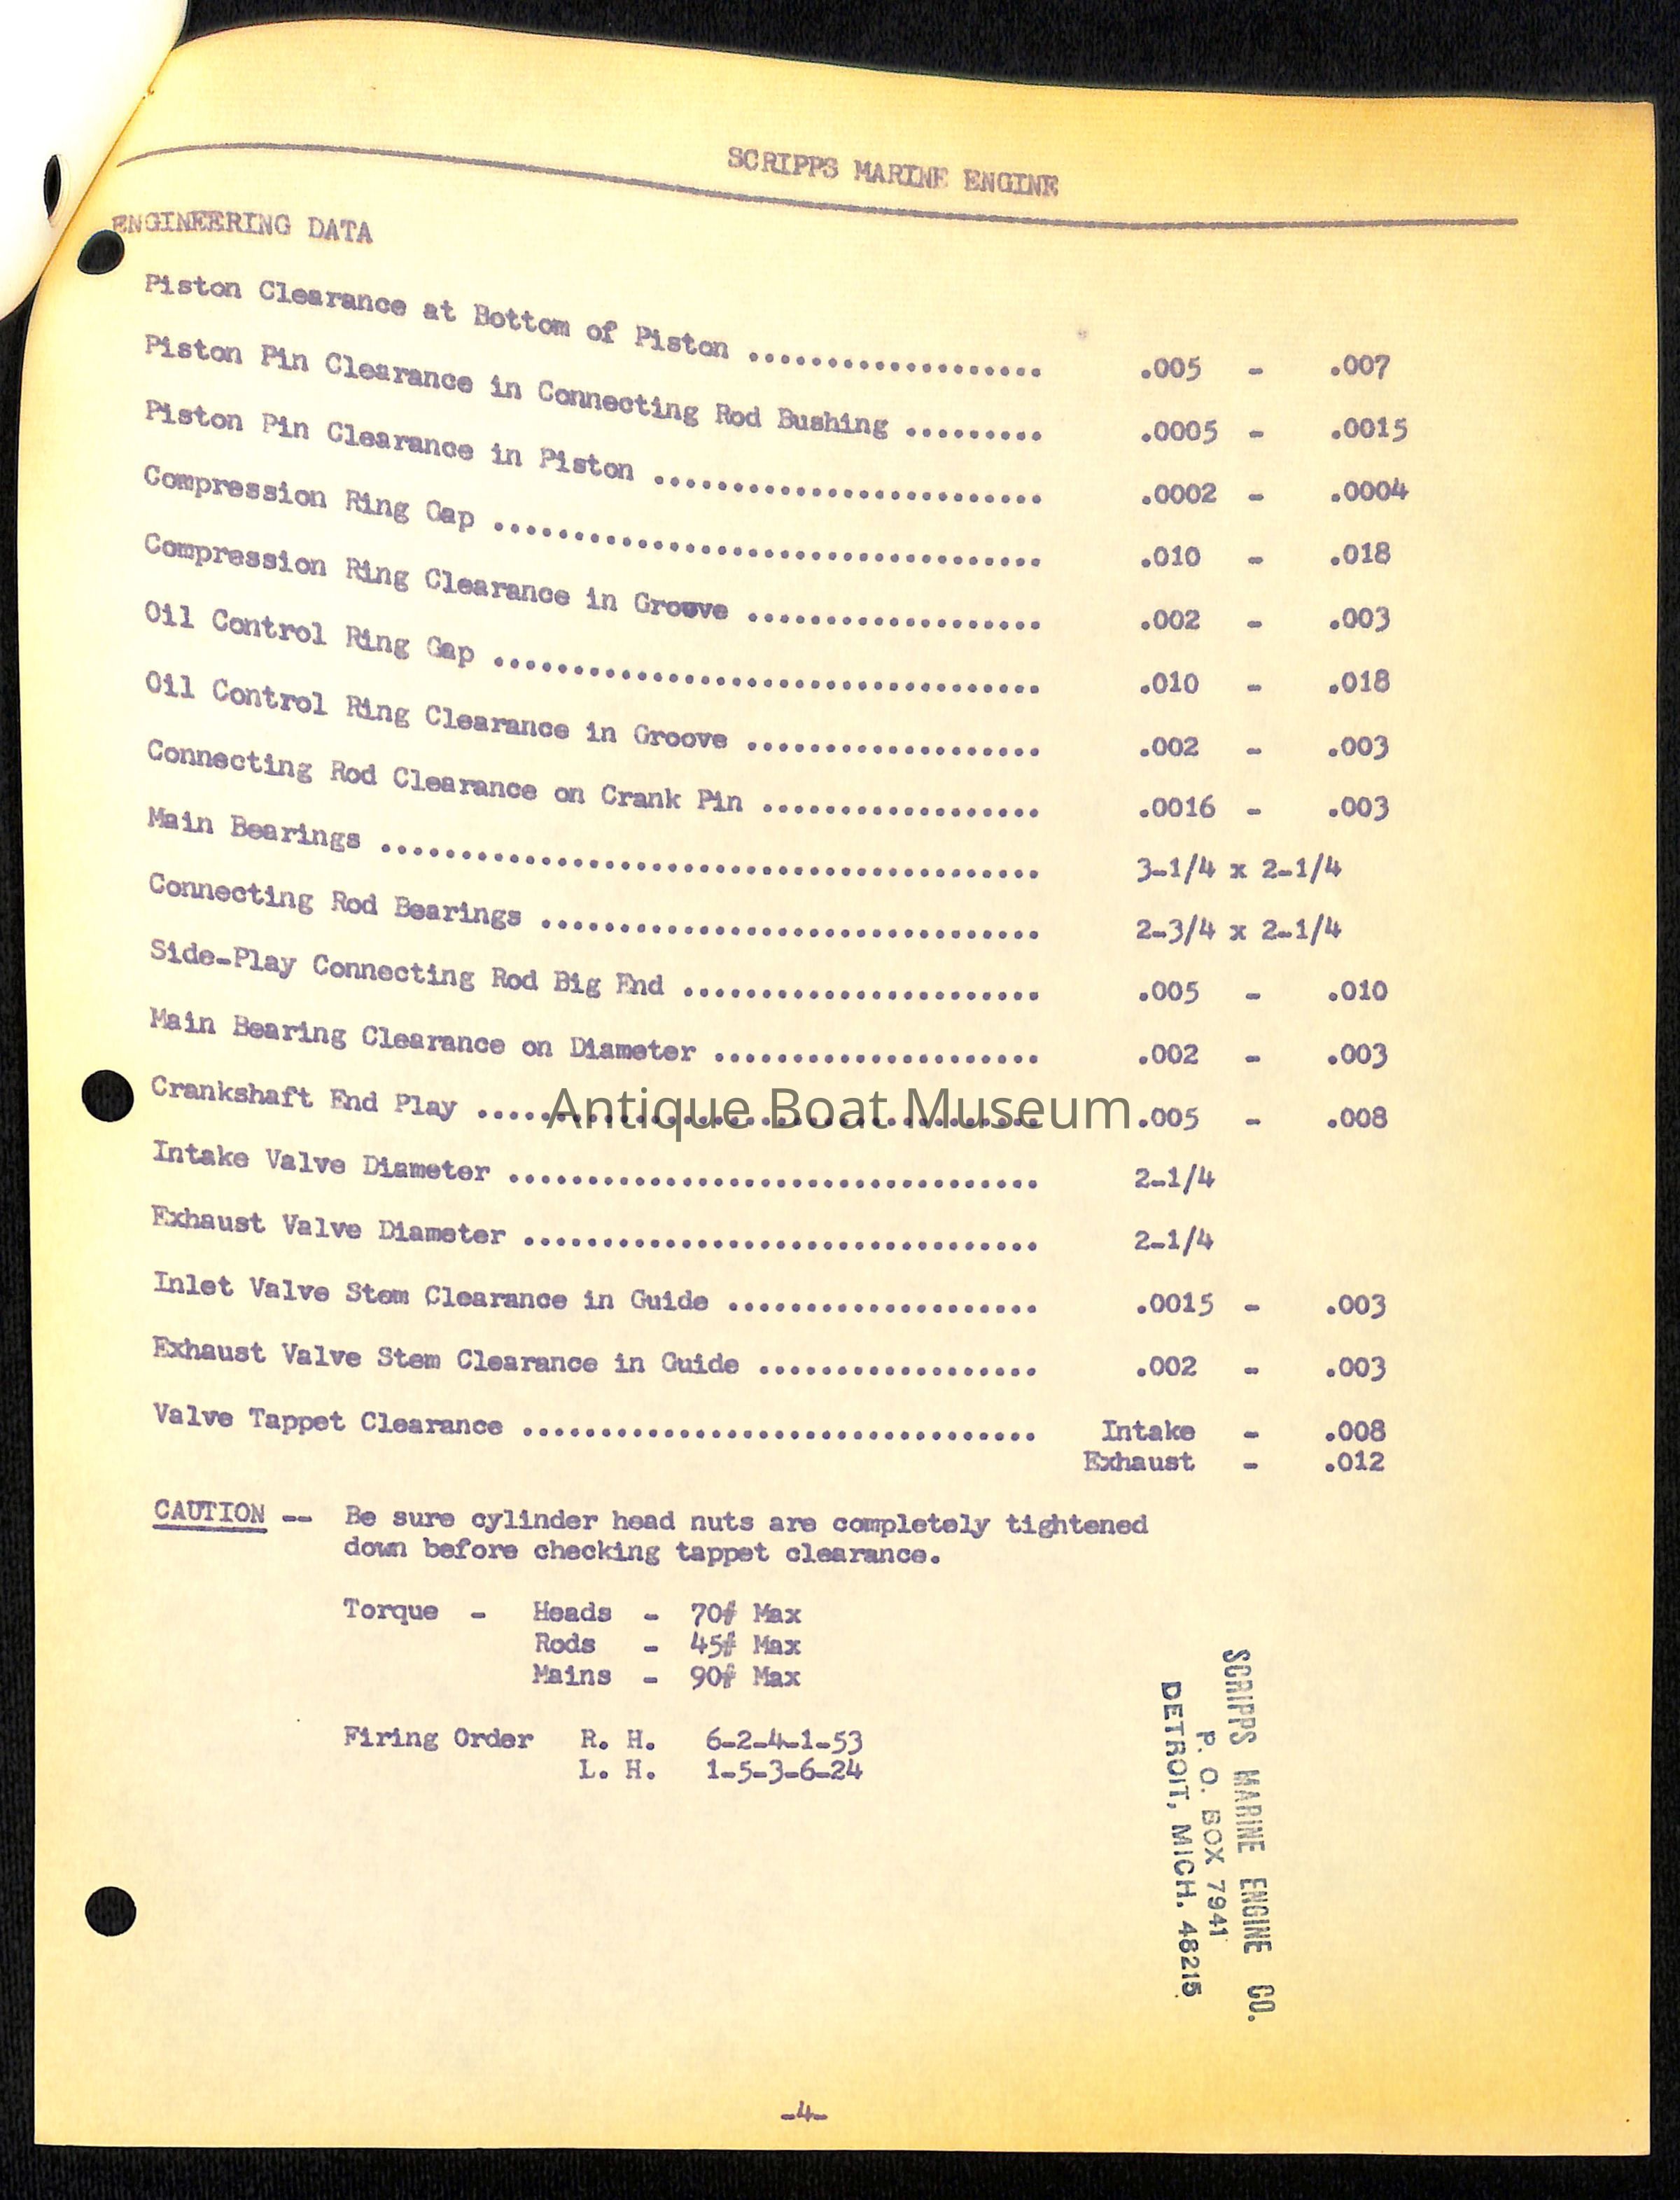 SCRIPPS MARINE ENGINE
ENGINEERING DATA
Piston Clearance at Bottom of Piston ................... .005 - .007
Piston Pin Clearance in Connecting Rod Bushing ......... .0005 - .0015
Piston Pin Clearance in Piston ......................... .0002 - .0004
Compression Ring Gap ................................... .010 - .018
Compression Ring Clearance in Groove ................... .002 - .003
Oil Control Ring Gap ................................... .010 - .018
Oil Control Ring Clearance in Groove ................... .002 - .003
Connecting Rod Clearance on Crank Pin .................. .0016 - .003
Main Bearings .......................................... 3-1/4 x 2-1/4
Connecting Rod Bearings ................................ 2-3/4 x 2-1/4
Side-Play Connecting Rod Big End ....................... .005 - .010
Main Bearing Clearance on Diameter ..................... .002 - .003
Crankshaft End Play .................................... .005 - .008
Antique Boat Museum
Intake Valve Diameter .................................. 2-1/4
Exhaust Valve Diameter ................................. 2-1/4
Inlet Valve Stem Clearance in Guide .................... .0015 - .003
Exhaust Valve Stem Clearance in Guide .................. .002 - .003
Valve Tappet Clearance ................................. Intake - .008
Exhaust - .012
CAUTION -- Be sure cylinder head nuts are completely tightened
down before checking tappet clearance.
Torque - Heads - 70# Max
Rods - 45# Max
Mains - 90# Max
Firing Order R. H. 6-2-4-1-53
L. H. 1-5-3-6-24
SCRIPPS MARINE ENGINE CO.
P. O. BOX 7941
DETROIT, MICH. 48215
-4-